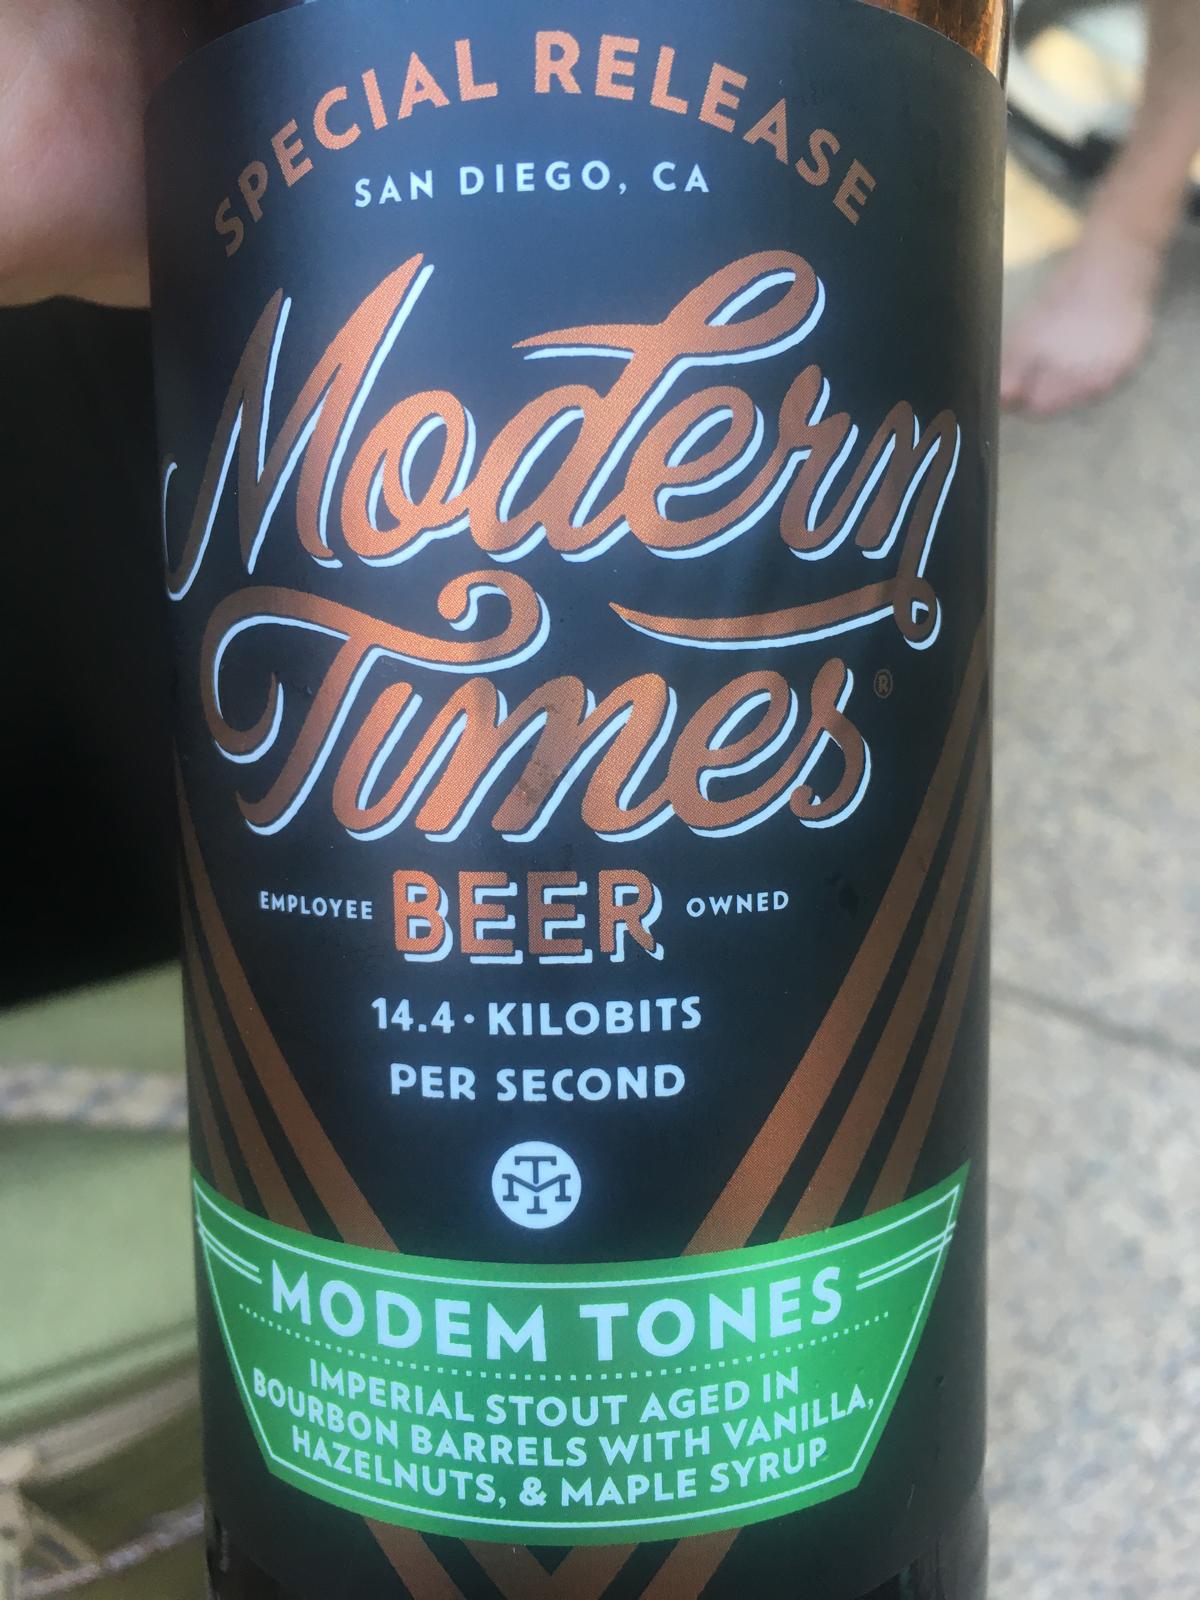 SPECIAL RELEASE
SAN DIEGO, CA
Modern
Times®
EMPLOYEE BEER OWNED
14.4 · KILOBITS
PER SECOND
MT
MODEM TONES
IMPERIAL STOUT AGED IN
BOURBON BARRELS WITH VANILLA,
HAZELNUTS, & MAPLE SYRUP